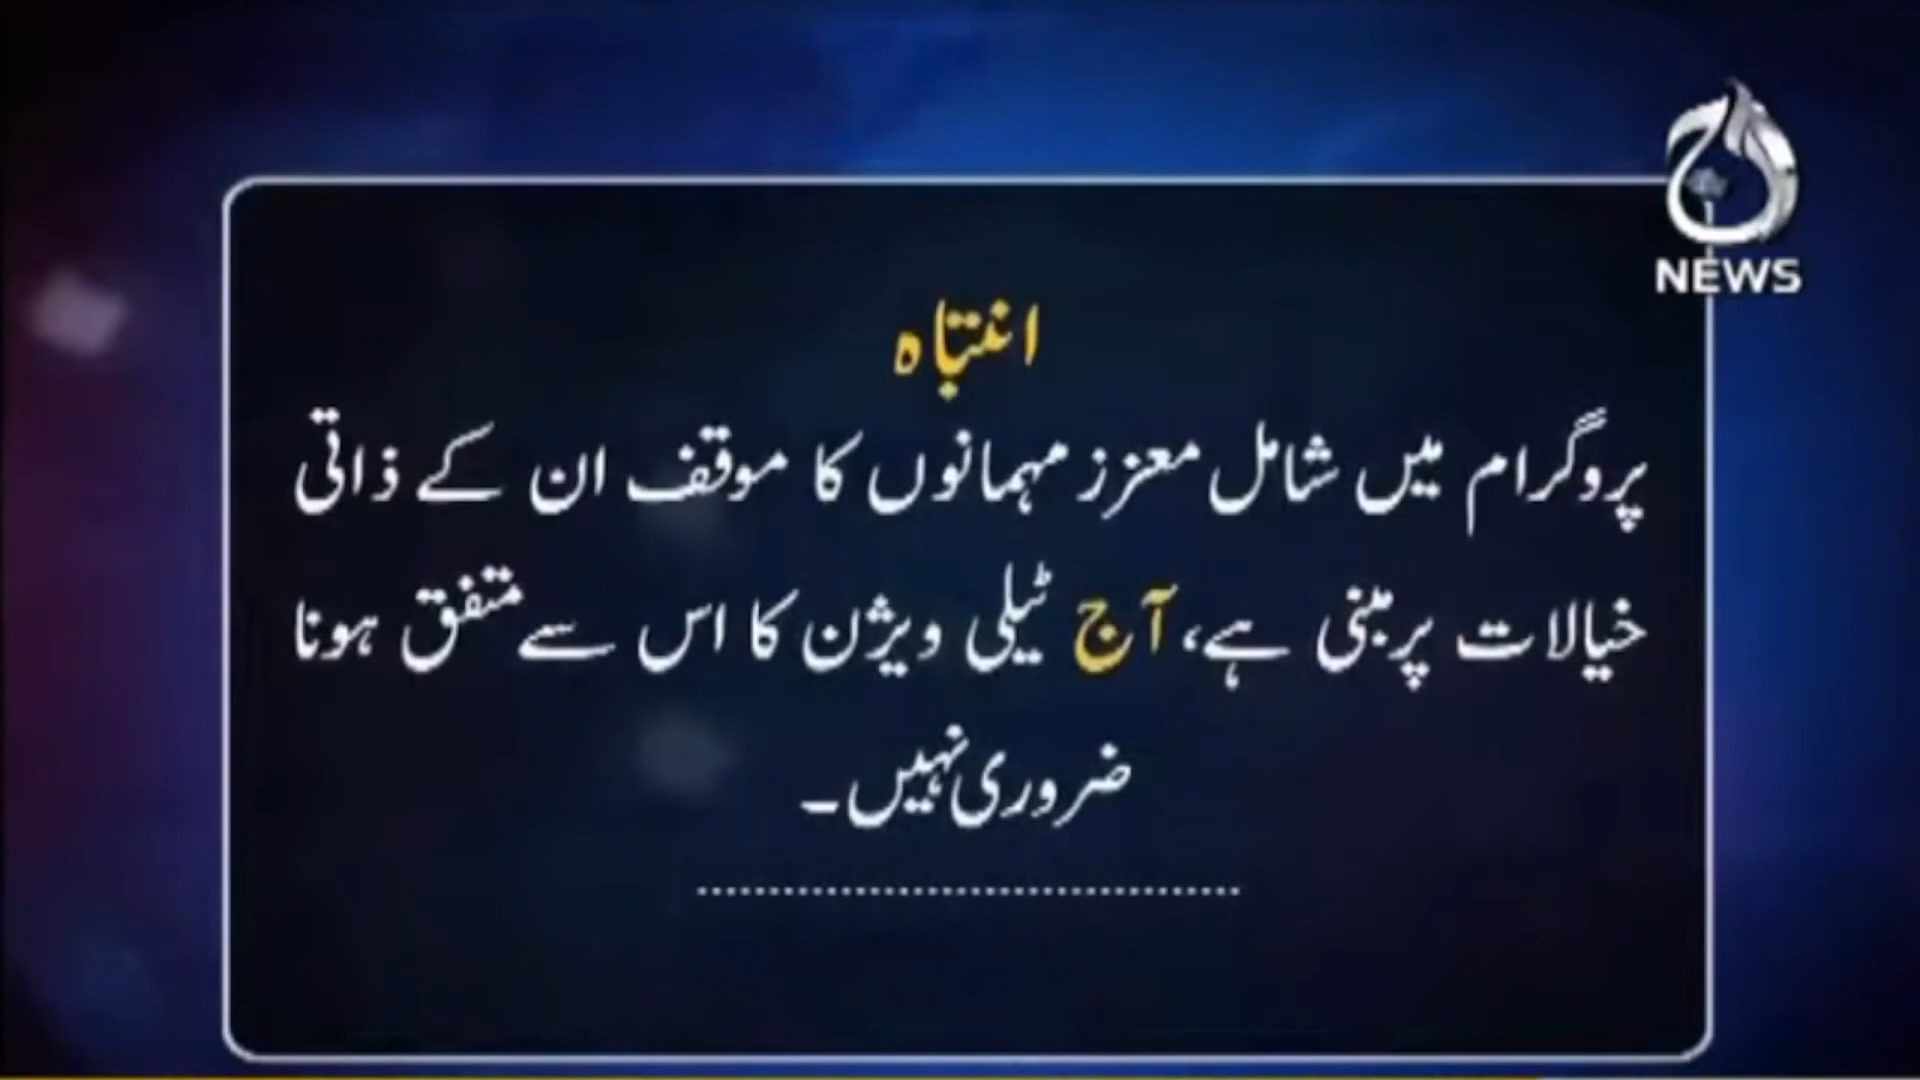 آج
NEWS
انتباہ
پروگرام میں شامل معزز مہمانوں کا موقف ان کے ذاتی
خیالات پر مبنی ہے، آج ٹیلی ویژن کا اس سے متفق ہونا
ضروری نہیں۔